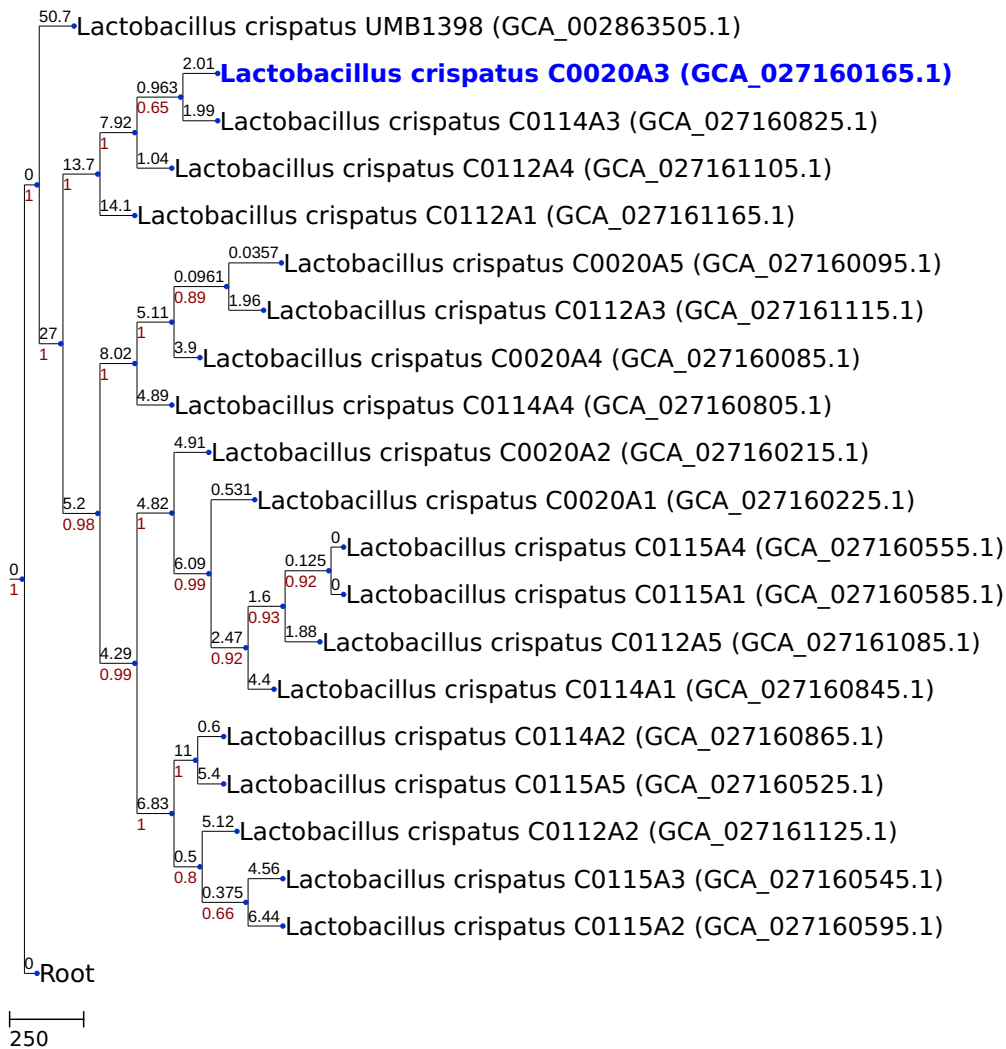 50.7
Lactobacillus crispatus UMB1398 (GCA_002863505.1)
2.01
Lactobacillus crispatus C0020A3 (GCA_027160165.1)
0.963
0.65
1.99
Lactobacillus crispatus C0114A3 (GCA_027160825.1)
7.92
1
1.04
Lactobacillus crispatus C0112A4 (GCA_027161105.1)
13.7
1
0
1
14.1
Lactobacillus crispatus C0112A1 (GCA_027161165.1)
0.0357
Lactobacillus crispatus C0020A5 (GCA_027160095.1)
0.0961
0.89
1.96
Lactobacillus crispatus C0112A3 (GCA_027161115.1)
5.11
1
27
1
3.9
Lactobacillus crispatus C0020A4 (GCA_027160085.1)
8.02
1
4.89
Lactobacillus crispatus C0114A4 (GCA_027160805.1)
4.91
Lactobacillus crispatus C0020A2 (GCA_027160215.1)
0.531
Lactobacillus crispatus C0020A1 (GCA_027160225.1)
5.2
0.98
4.82
1
0
Lactobacillus crispatus C0115A4 (GCA_027160555.1)
0.125
0.92
6.09
0.99
0
1
0
Lactobacillus crispatus C0115A1 (GCA_027160585.1)
1.6
0.93
1.88
Lactobacillus crispatus C0112A5 (GCA_027161085.1)
2.47
0.92
4.29
0.99
4.4
Lactobacillus crispatus C0114A1 (GCA_027160845.1)
0.6
Lactobacillus crispatus C0114A2 (GCA_027160865.1)
11
1
5.4
Lactobacillus crispatus C0115A5 (GCA_027160525.1)
6.83
1
5.12
Lactobacillus crispatus C0112A2 (GCA_027161125.1)
0.5
0.8
4.56
Lactobacillus crispatus C0115A3 (GCA_027160545.1)
0.375
0.66
6.44
Lactobacillus crispatus C0115A2 (GCA_027160595.1)
0
Root
250